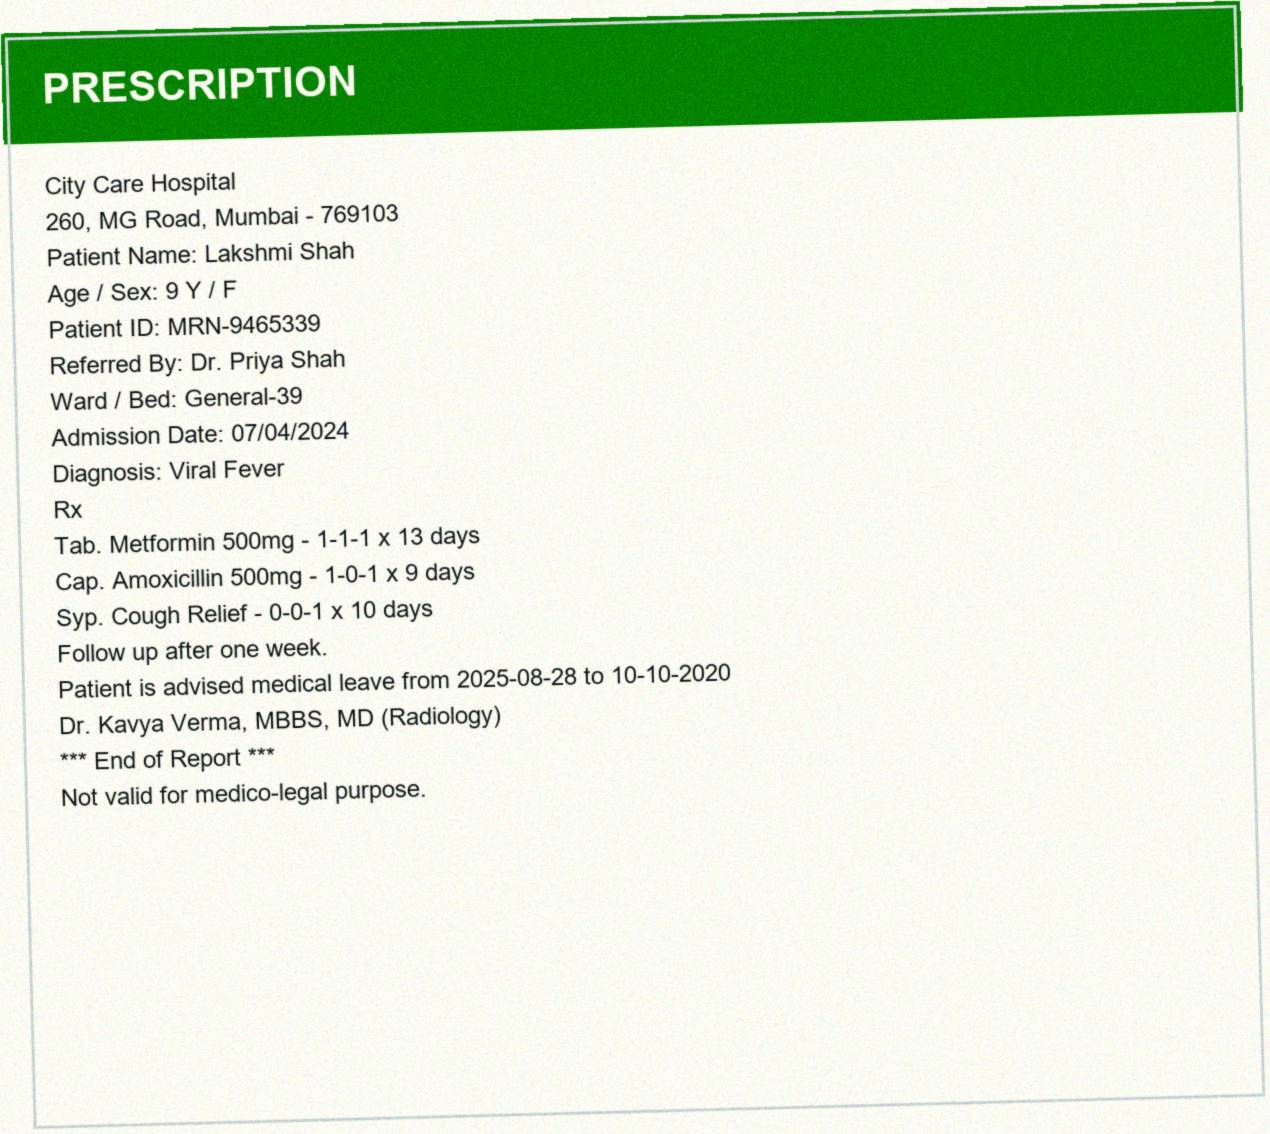 PRESCRIPTION
City Care Hospital
260, MG Road, Mumbai - 769103
Patient Name: Lakshmi Shah
Age / Sex: 9 Y / F
Patient ID: MRN-9465339
Referred By: Dr. Priya Shah
Ward / Bed: General-39
Admission Date: 07/04/2024
Diagnosis: Viral Fever
Rx
Tab. Metformin 500mg - 1-1-1 x 13 days
Cap. Amoxicillin 500mg - 1-0-1 x 9 days
Syp. Cough Relief - 0-0-1 x 10 days
Follow up after one week.
Patient is advised medical leave from 2025-08-28 to 10-10-2020
Dr. Kavya Verma, MBBS, MD (Radiology)
*** End of Report ***
Not valid for medico-legal purpose.